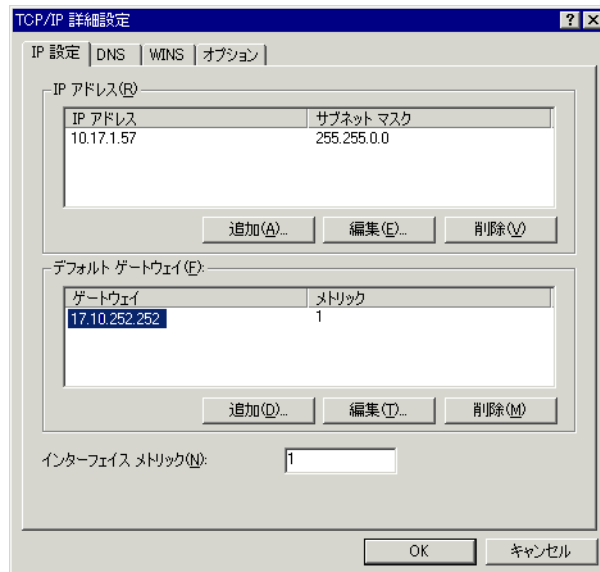 TCP/IP 詳細設定
IP 設定 DNS WINS オプション
IP アドレス(R)
IP アドレス サブネット マスク
10.17.1.57 255.255.0.0
追加(A)... 編集(E)... 削除(V)
デフォルト ゲートウェイ(F):
ゲートウェイ メトリック
17.10.252.252 1
追加(D)... 編集(T)... 削除(M)
インターフェイス メトリック(N): 1
OK キャンセル